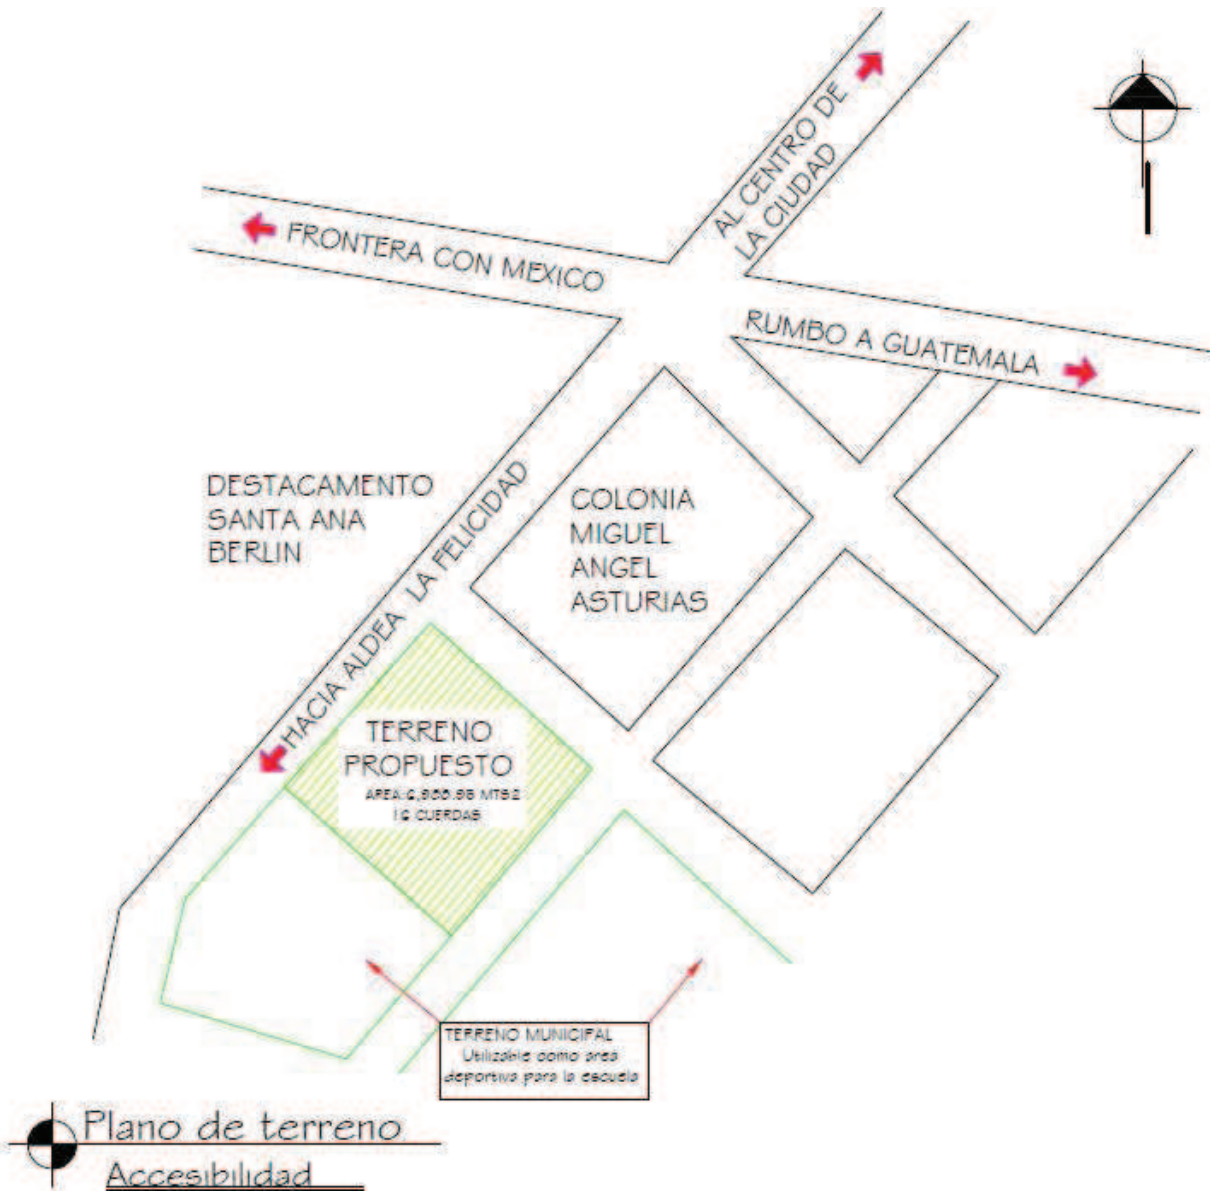 AL CENTRO DE
LA CIUDAD
FRONTERA CON MEXICO
RUMBO A GUATEMALA
DESTACAMENTO
SANTA ANA
BERLIN
HACIA ALDEA LA FELICIDAD
COLONIA
MIGUEL
ANGEL
ASTURIAS
TERRENO
PROPUESTO
AREA: MTS2
16 CUERDAS
TERRENO MUNICIPAL
Utilizable como area
deportiva para la escuela
Plano de terreno
Accesibilidad